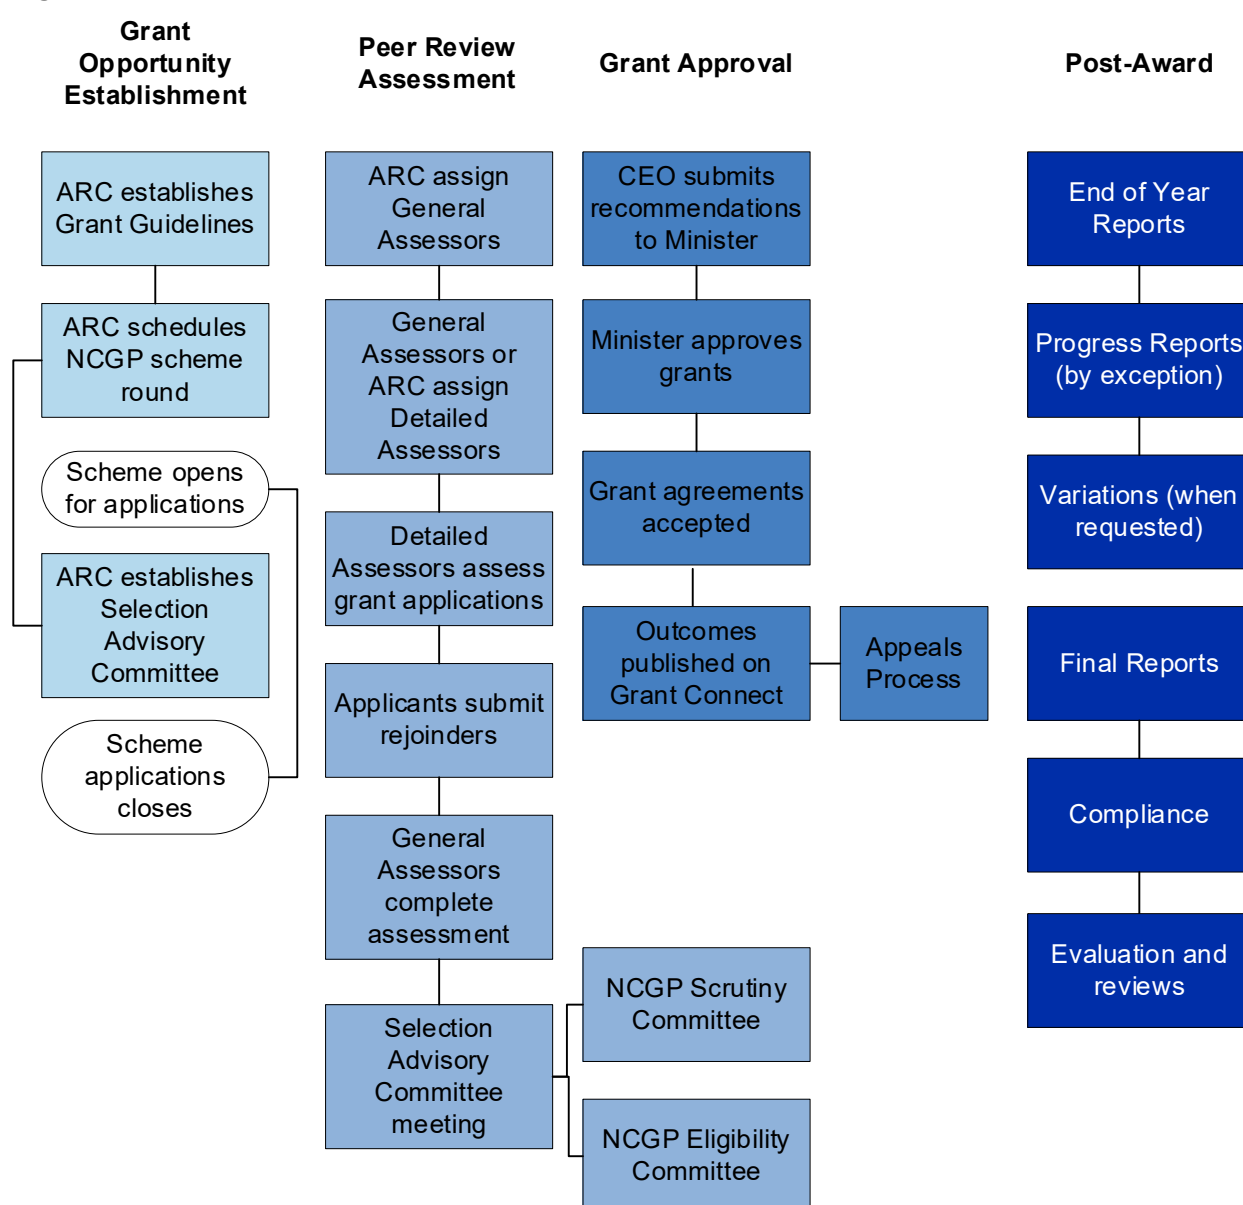 Grant
Opportunity
Establishment
ARC establishes
Grant Guidelines
ARC schedules
NCGP scheme
round
Scheme opens
for applications
ARC establishes
Selection
Advisory
Committee
Scheme
applications
closes
Peer Review
Assessment
ARC assign
General
Assessors
General
Assessors or
ARC assign
Detailed
Assessors
Detailed
Assessors assess
grant applications
Applicants submit
rejoinders
General
Assessors
complete
assessment
Selection
Advisory
Committee
meeting
NCGP Scrutiny
Committee
NCGP Eligibility
Committee
Grant Approval
CEO submits
recommendations
to Minister
Minister approves
grants
Grant agreements
accepted
Outcomes
published on
Grant Connect
Appeals
Process
Post-Award
End of Year
Reports
Progress Reports
(by exception)
Variations (when
requested)
Final Reports
Compliance
Evaluation and
reviews